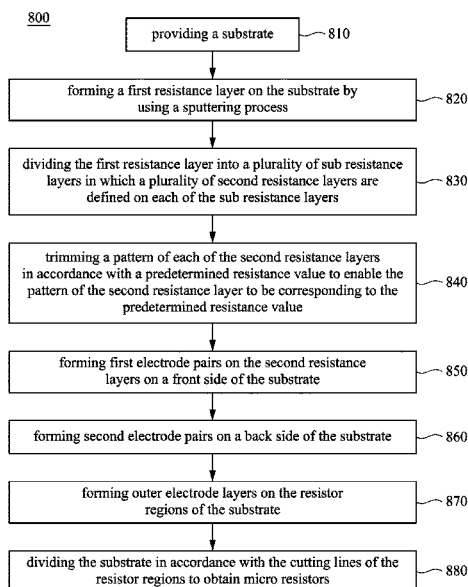 800
providing a substrate
810
forming a first resistance layer on the substrate by
using a sputtering process
820
dividing the first resistance layer into a plurality of sub resistance
layers in which a plurality of second resistance layers are
defined on each of the sub resistance layers
830
trimming a pattern of each of the second resistance layers
in accordance with a predetermined resistance value to enable the
pattern of the second resistance layer to be corresponding to the
predetermined resistance value
840
forming first electrode pairs on the second resistance
layers on a front side of the substrate
850
forming second electrode pairs on a back side of the substrate
860
forming outer electrode layers on the resistor
regions of the substrate
870
dividing the substrate in accordance with the cutting lines of the
resistor regions to obtain micro resistors
880